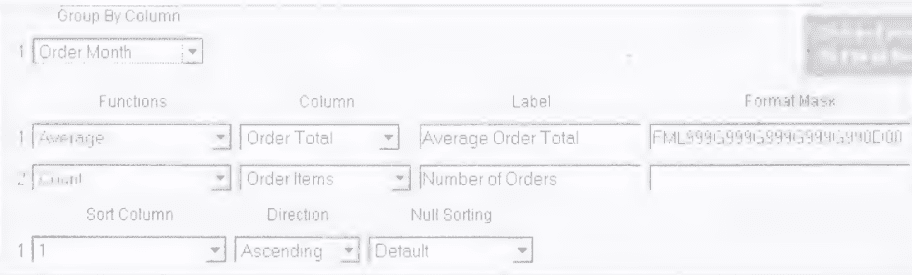 Group By Column
1 Order Month
Functions Column Label Format Mask
1 Average Order Total Average Order Total FML999G999G999G999G990D00
2 Count Order Items Number of Orders
Sort Column Direction Null Sorting
1 1 Ascending Default